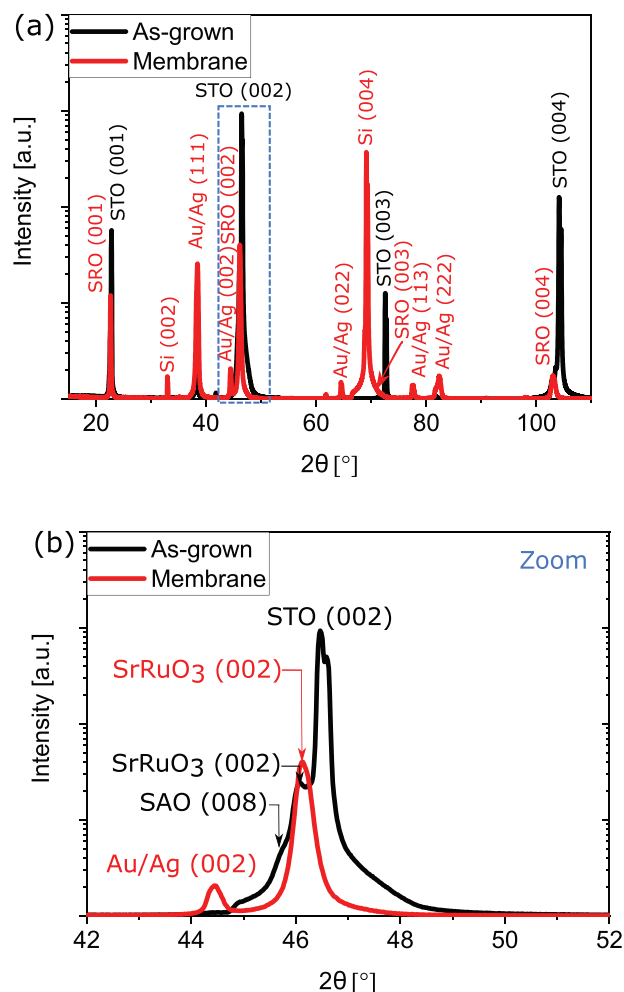 (a)
As-grown
Membrane
STO (002)
Intensity [a.u.]
SRO (001)
STO (001)
Si (002)
Au/Ag (111)
Au/Ag (002)
SRO (002)
Au/Ag (022)
Si (004)
STO (003)
SRO (003)
Au/Ag (113)
Au/Ag (222)
SRO (004)
STO (004)
20 40 60 80 100
2θ [°]
(b)
As-grown
Membrane
Zoom
STO (002)
SrRuO3 (002)
SrRuO3 (002)
SAO (008)
Au/Ag (002)
Intensity [a.u.]
42 44 46 48 50 52
2θ [°]